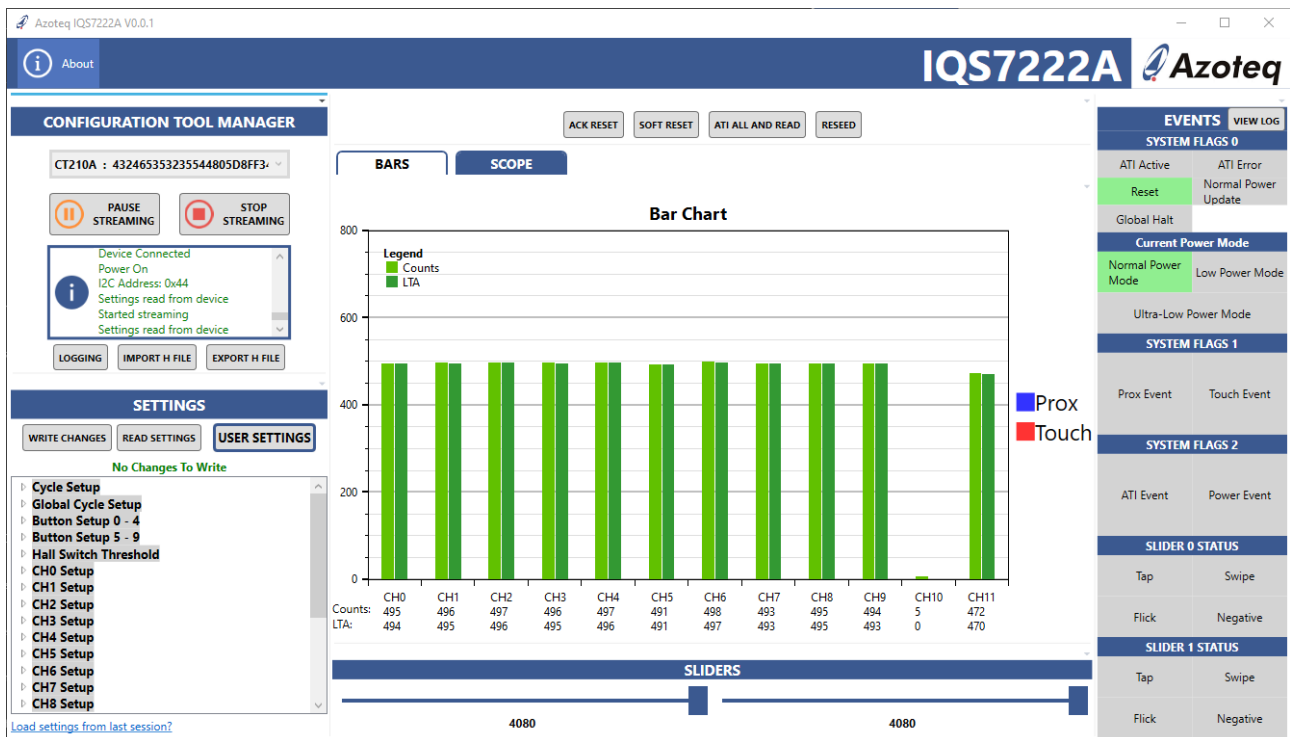 Azoteq IQS7222A V0.0.1
About
IQS7222A
Azoteq
CONFIGURATION TOOL MANAGER
CT210A : 432465353235544805D8FF34
PAUSE
STREAMING
STOP
STREAMING
Device Connected
Power On
I2C Address: 0x44
Settings read from device
Started streaming
Settings read from device
LOGGING
IMPORT H FILE
EXPORT H FILE
SETTINGS
WRITE CHANGES
READ SETTINGS
USER SETTINGS
No Changes To Write
Cycle Setup
Global Cycle Setup
Button Setup 0 - 4
Button Setup 5 - 9
Hall Switch Threshold
CH0 Setup
CH1 Setup
CH2 Setup
CH3 Setup
CH4 Setup
CH5 Setup
CH6 Setup
CH7 Setup
CH8 Setup
Load settings from last session?
ACK RESET
SOFT RESET
ATI ALL AND READ
RESEED
BARS
SCOPE
Bar Chart
Legend
Counts
LTA
800
600
400
200
0
CH0 CH1 CH2 CH3 CH4 CH5 CH6 CH7 CH8 CH9 CH10 CH11
Counts: 495 496 497 496 497 491 498 493 495 494 5 472
LTA: 494 495 496 495 496 491 497 493 495 493 0 470
Prox
Touch
SLIDERS
4080
4080
EVENTS
VIEW LOG
SYSTEM FLAGS 0
ATI Active
ATI Error
Reset
Normal Power
Update
Global Halt
Current Power Mode
Normal Power
Mode
Low Power Mode
Ultra-Low Power Mode
SYSTEM FLAGS 1
Prox Event
Touch Event
SYSTEM FLAGS 2
ATI Event
Power Event
SLIDER 0 STATUS
Tap
Swipe
Flick
Negative
SLIDER 1 STATUS
Tap
Swipe
Flick
Negative